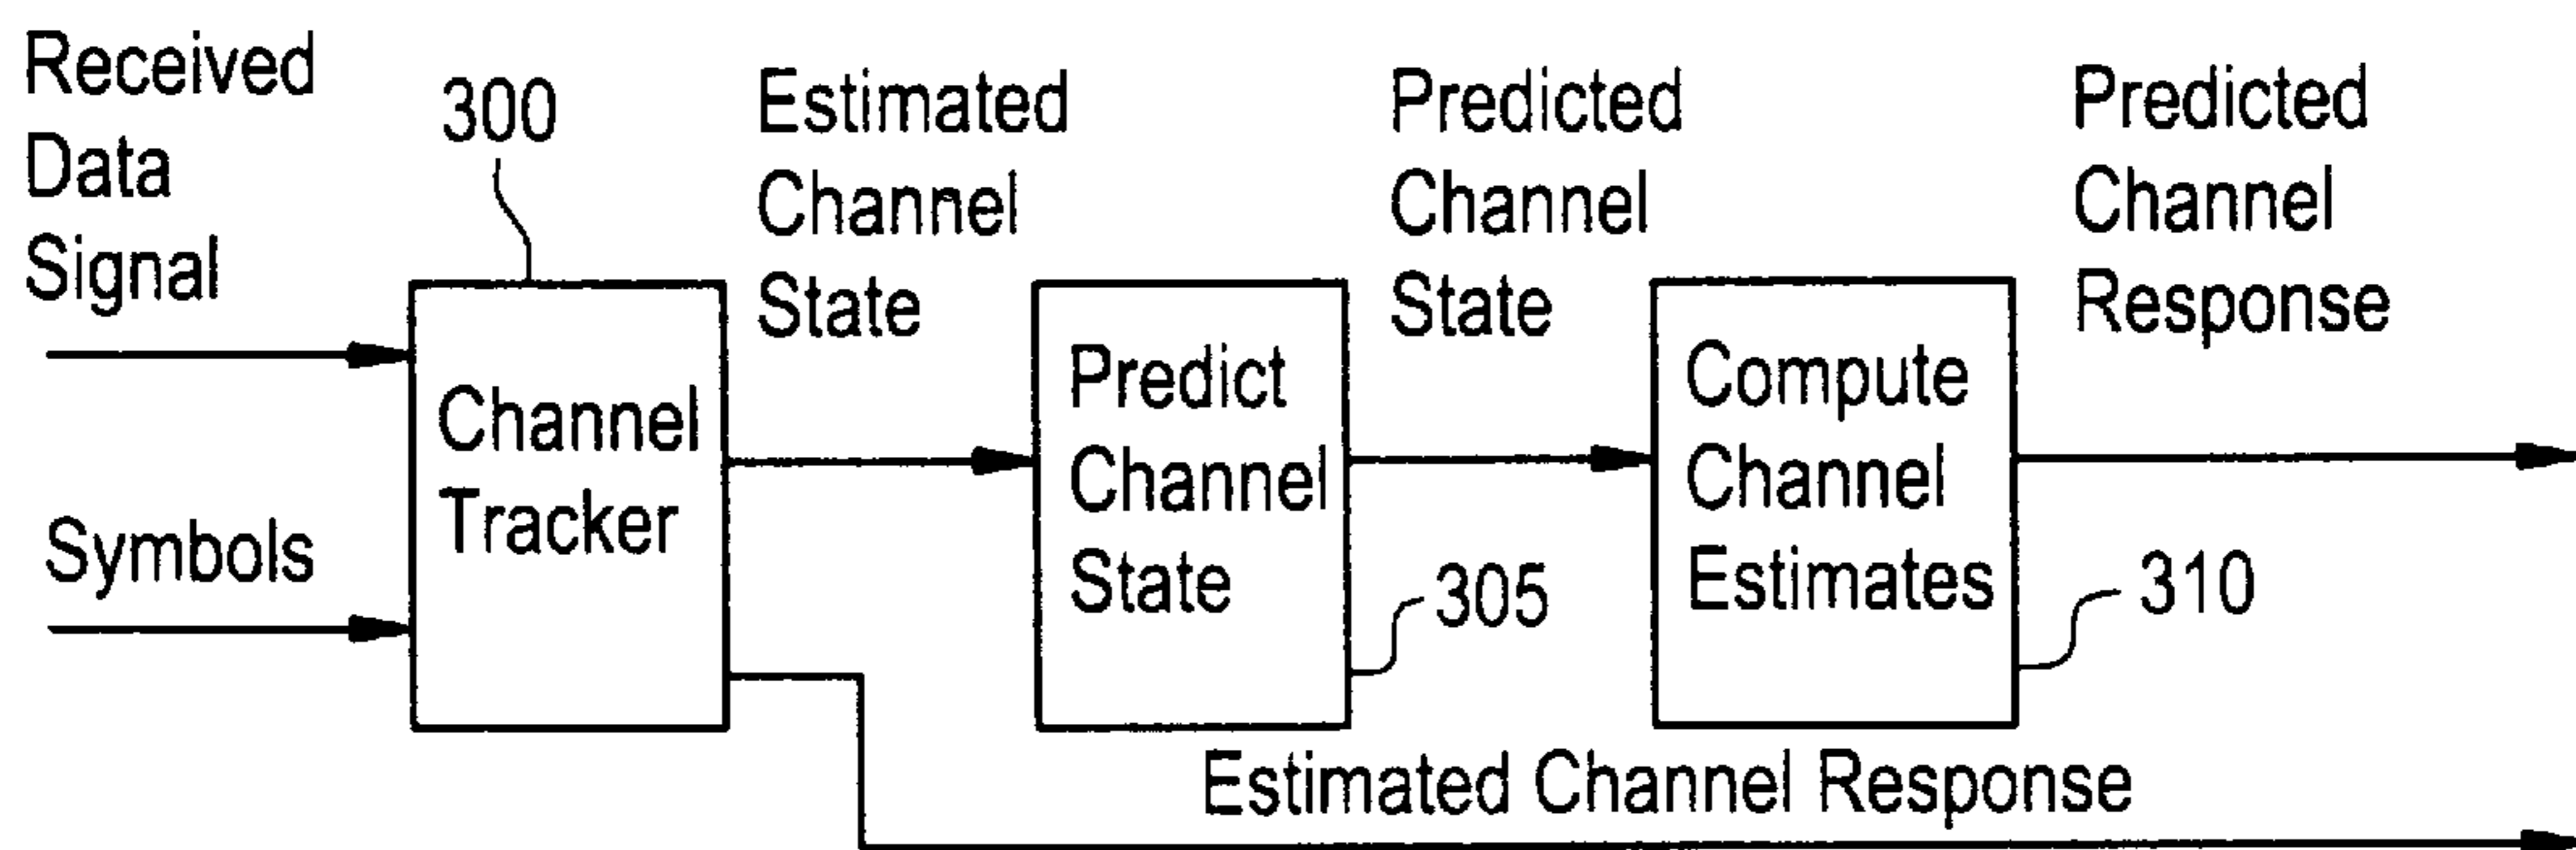 Received
Data
Signal
300
Estimated
Channel
State
Predicted
Channel
State
Predicted
Channel
Response
Symbols
Channel
Tracker
Predict
Channel
State
305
Compute
Channel
Estimates
310
Estimated Channel Response